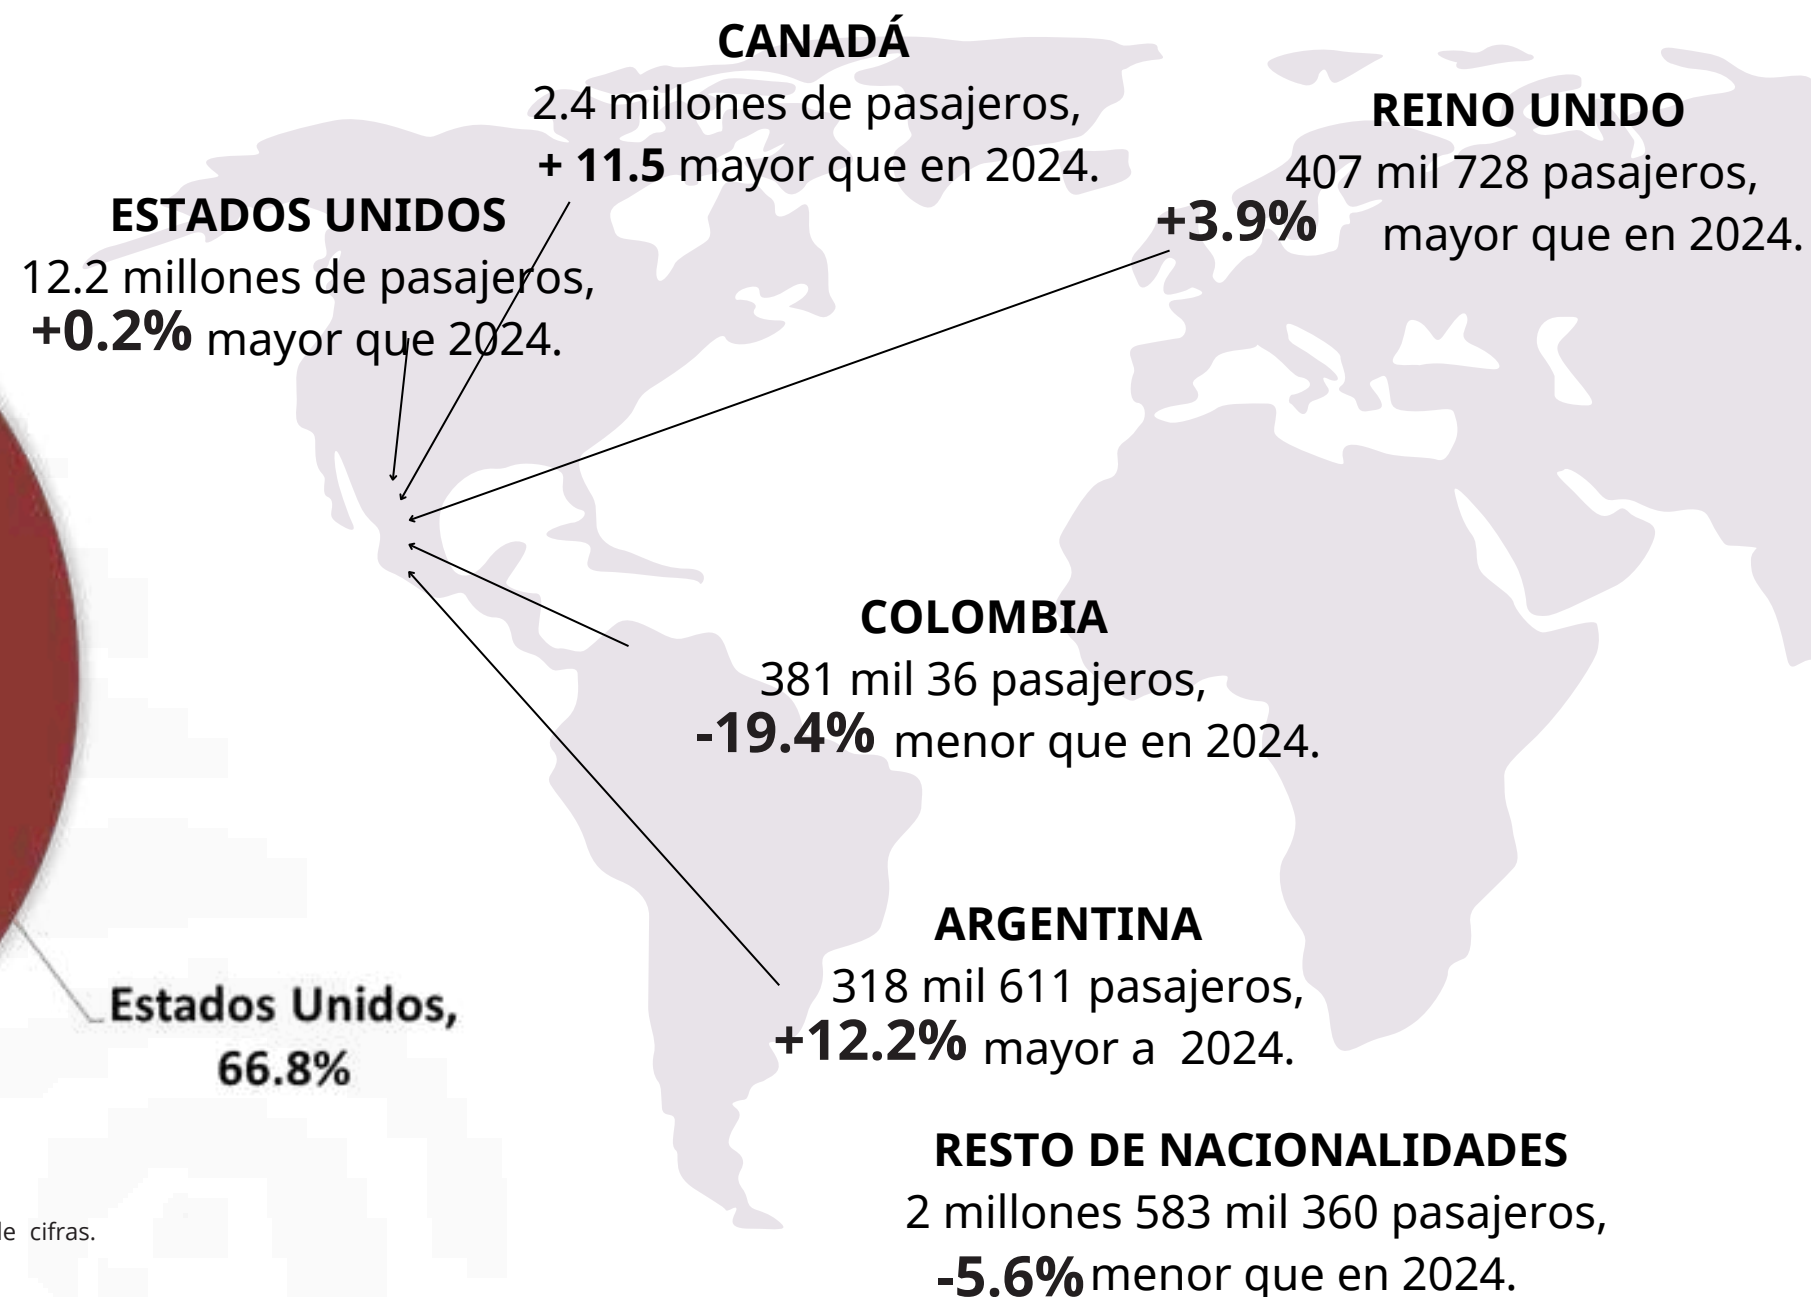 CANADÁ
2.4 millones de pasajeros,
+ 11.5 mayor que en 2024.
REINO UNIDO
407 mil 728 pasajeros,
+3.9% mayor que en 2024.
ESTADOS UNIDOS
12.2 millones de pasajeros,
+0.2% mayor que 2024.
COLOMBIA
381 mil 36 pasajeros,
-19.4% menor que en 2024.
ARGENTINA
318 mil 611 pasajeros,
+12.2% mayor a 2024.
Estados Unidos,
66.8%
RESTO DE NACIONALIDADES
2 millones 583 mil 360 pasajeros,
-5.6% menor que en 2024.
cifras.